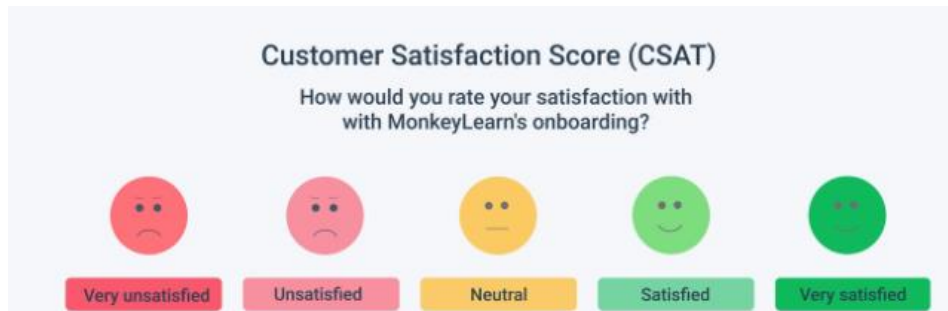 Customer Satisfaction Score (CSAT)
How would you rate your satisfaction with
with MonkeyLearn's onboarding?
Very unsatisfied
Unsatisfied
Neutral
Satisfied
Very satisfied